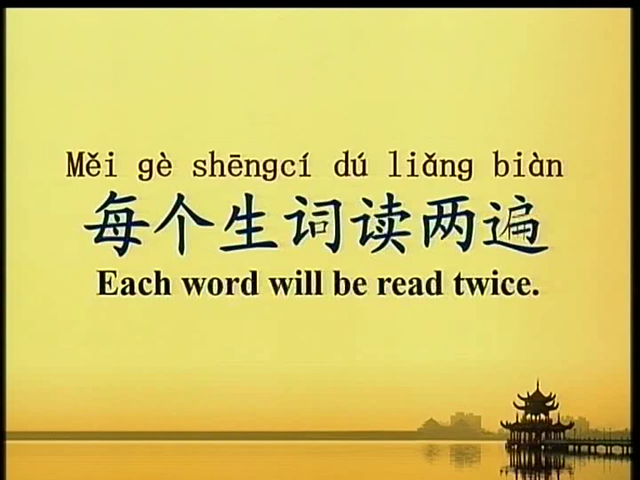 Měi gè shēngcí dú liǎng biàn
每个生词读两遍
Each word will be read twice.